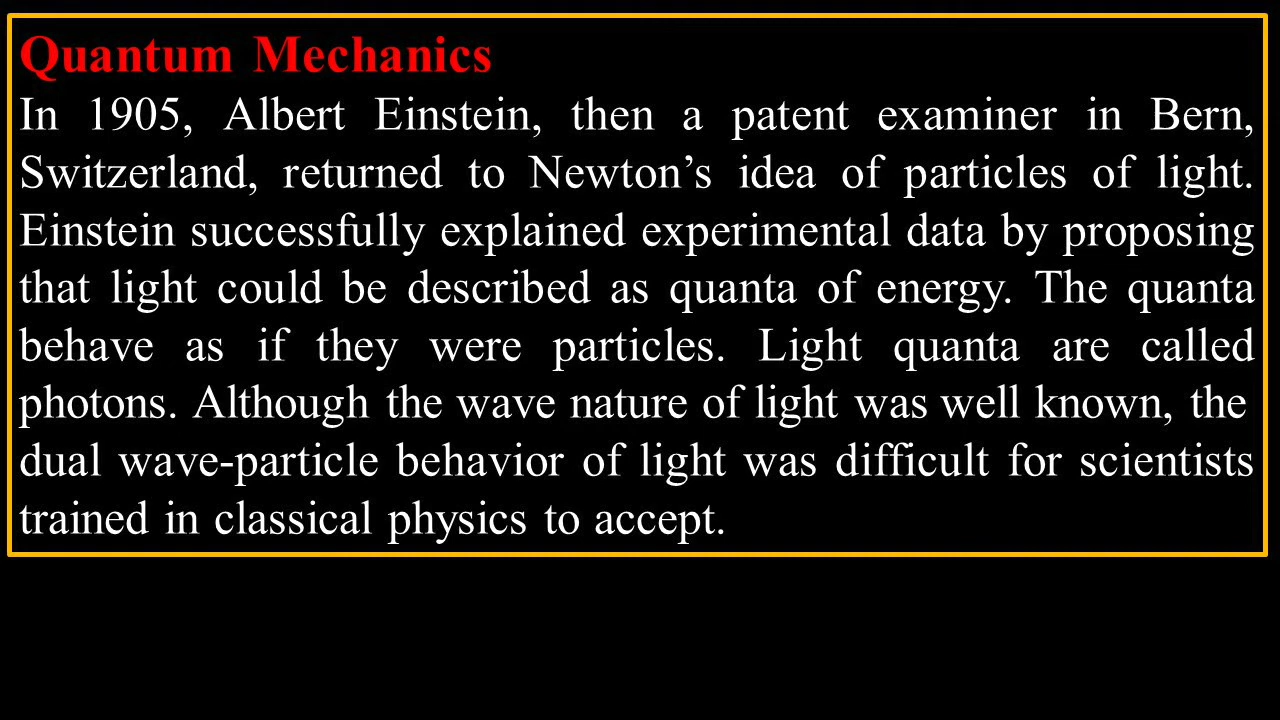 Quantum Mechanics
In 1905, Albert Einstein, then a patent examiner in Bern,
Switzerland, returned to Newton’s idea of particles of light.
Einstein successfully explained experimental data by proposing
that light could be described as quanta of energy. The quanta
behave as if they were particles. Light quanta are called
photons. Although the wave nature of light was well known, the
dual wave-particle behavior of light was difficult for scientists
trained in classical physics to accept.